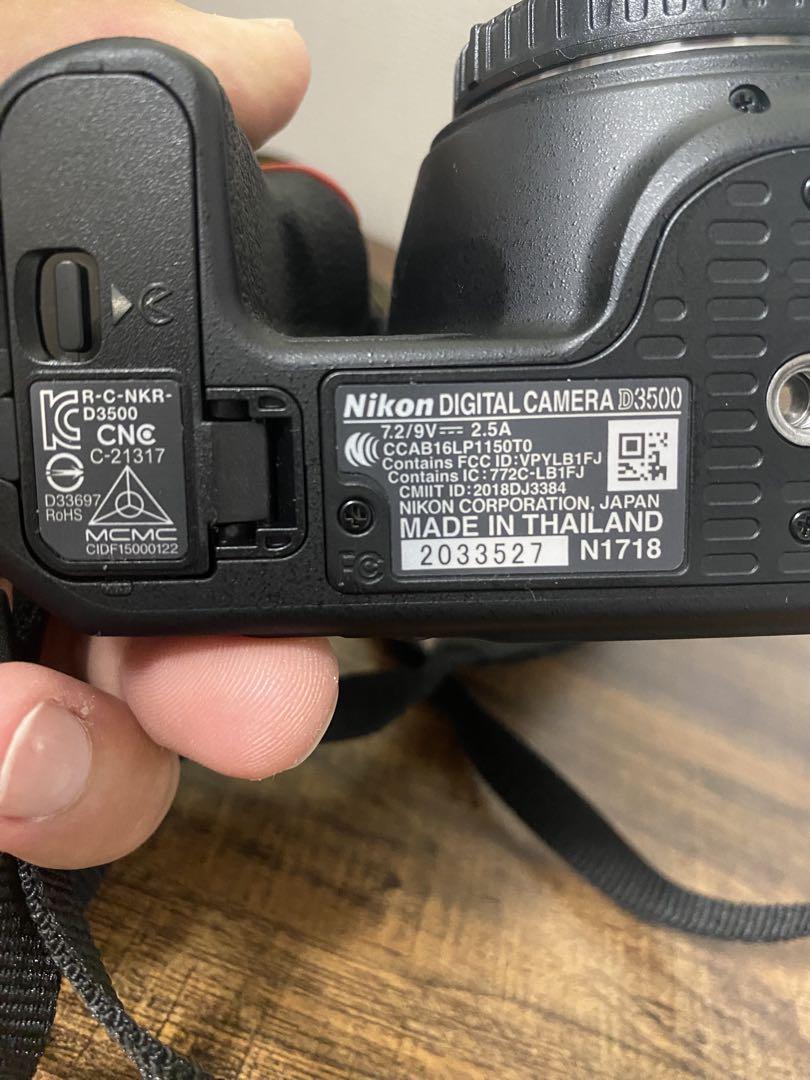 R-C-NKR-
D3500
CNC
C-21317
D33697
RoHS
MCMC
CIDF15000122
Nikon DIGITAL CAMERA D3500
7.2/9V⎓ 2.5A
CCAB16LP1150T0
Contains FCC ID:VPYLB1FJ
Contains IC:772C-LB1FJ
CMIIT ID:2018DJ3384
NIKON CORPORATION, JAPAN
MADE IN THAILAND
2033527 N1718
FC